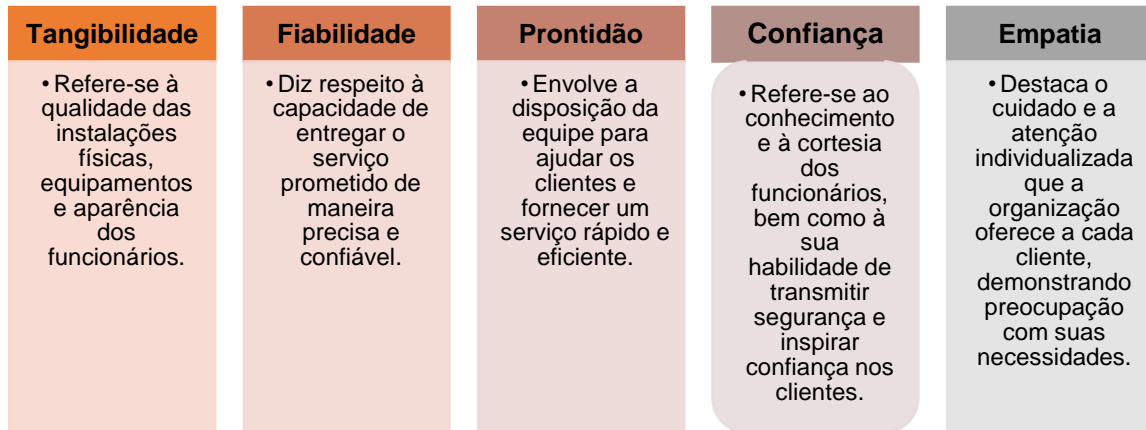 Tangibilidade
• Refere-se à
qualidade das
instalações
físicas,
equipamentos
e aparência
dos
funcionários.
Fiabilidade
• Diz respeito à
capacidade de
entregar o
serviço
prometido de
maneira
precisa e
confiável.
Prontidão
• Envolve a
disposição da
equipe para
ajudar os
clientes e
fornecer um
serviço rápido e
eficiente.
Confiança
• Refere-se ao
conhecimento
e à cortesia
dos
funcionários,
bem como à
sua
habilidade de
transmitir
segurança e
inspirar
confiança nos
clientes.
Empatia
• Destaca o
cuidado e a
atenção
individualizada
que a
organização
oferece a cada
cliente,
demonstrando
preocupação
com suas
necessidades.